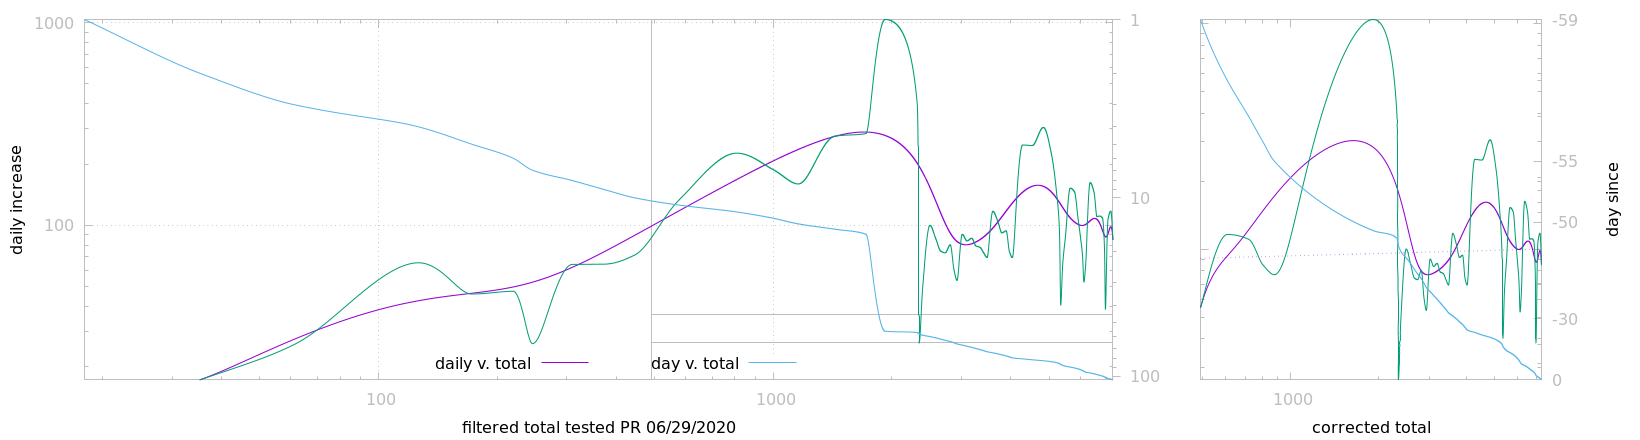 1000
100
daily increase
daily v. total
day v. total
100
1000
filtered total tested PR 06/29/2020
1
10
100
1000
corrected total
-59
-55
-50
-30
0
day since